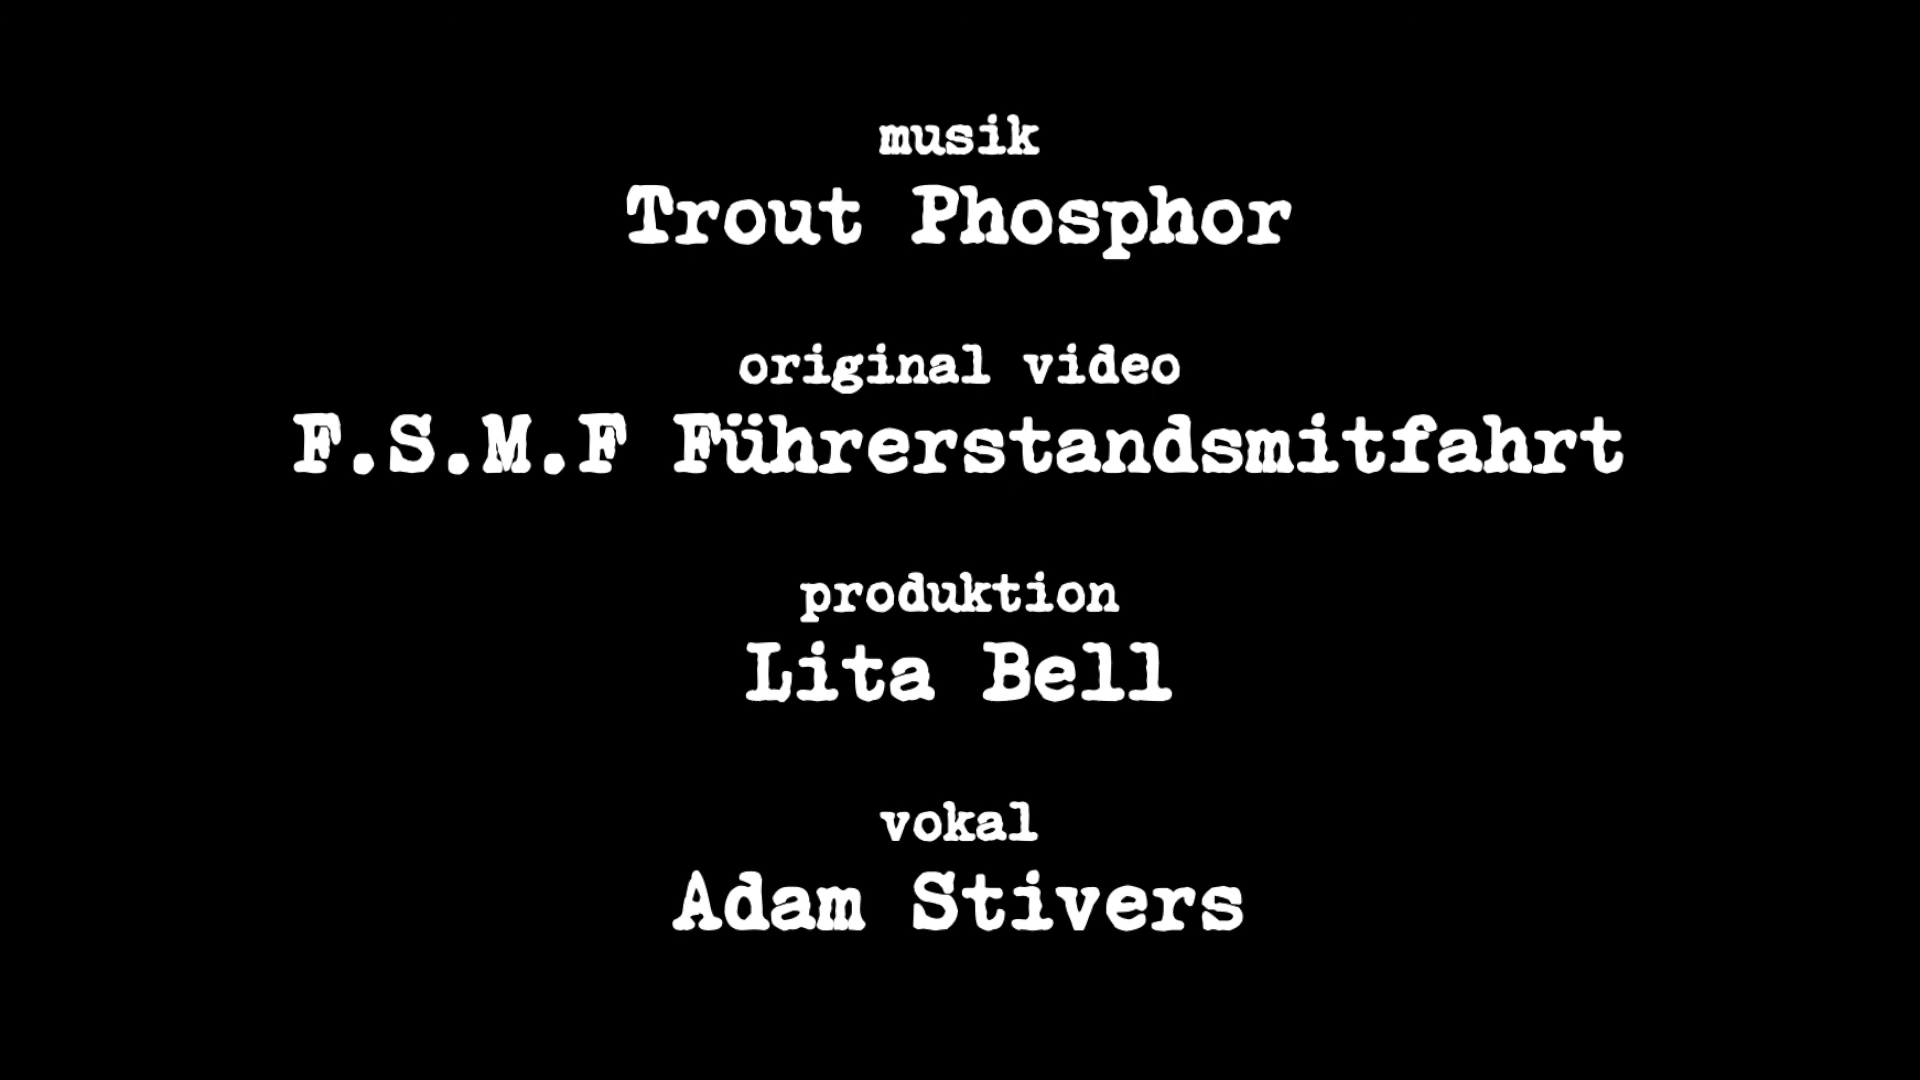 musik
Trout Phosphor
original video
F.S.M.F Führerstandsmitfahrt
produktion
Lita Bell
vokal
Adam Stivers